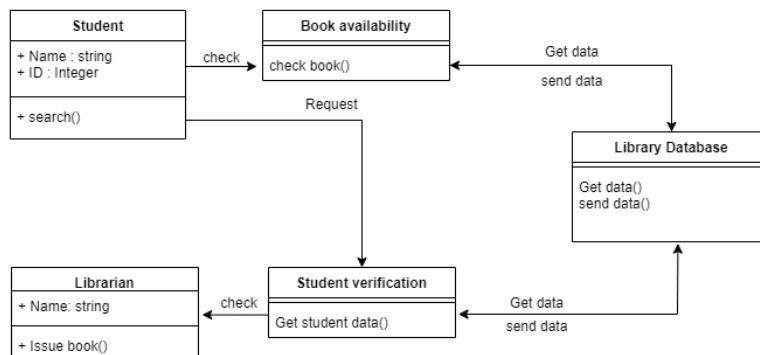 Student
+ Name : string
+ ID : Integer
+ search()
check
Book availability
check book()
Get data
send data
Request
Library Database
Get data()
send data()
Librarian
+ Name: string
+ Issue book()
check
Student verification
Get student data()
Get data
send data